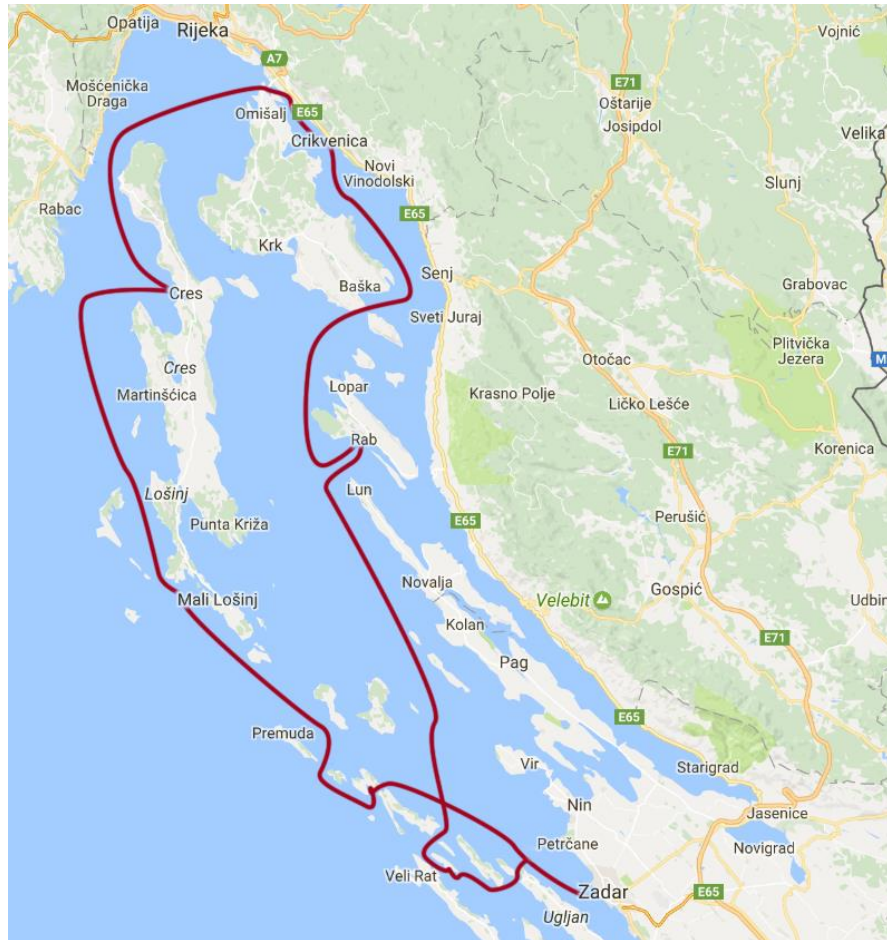 Opatija
Rijeka
Vojnić
A7
E71
Mošćenička
Draga
Oštarije
Omišalj
E65
Josipdol
Velika
Crikvenica
Novi
Vinodolski
Slunj
Rabac
E65
Krk
Senj
Baška
Grabovac
Cres
Sveti Juraj
Plitvička
Jezera
M
Otočac
Cres
Lopar
Krasno Polje
Martinšćica
Ličko Lešće
Rab
Korenica
E71
Lun
Lošinj
Perušić
Punta Križa
E65
Novalja
Gospić
Mali Lošinj
Velebit
Udbin
Kolan
E71
Pag
E65
Premuda
Vir
Starigrad
Nin
Jasenice
Petrčane
Novigrad
Veli Rat
Zadar
E65
Ugljan